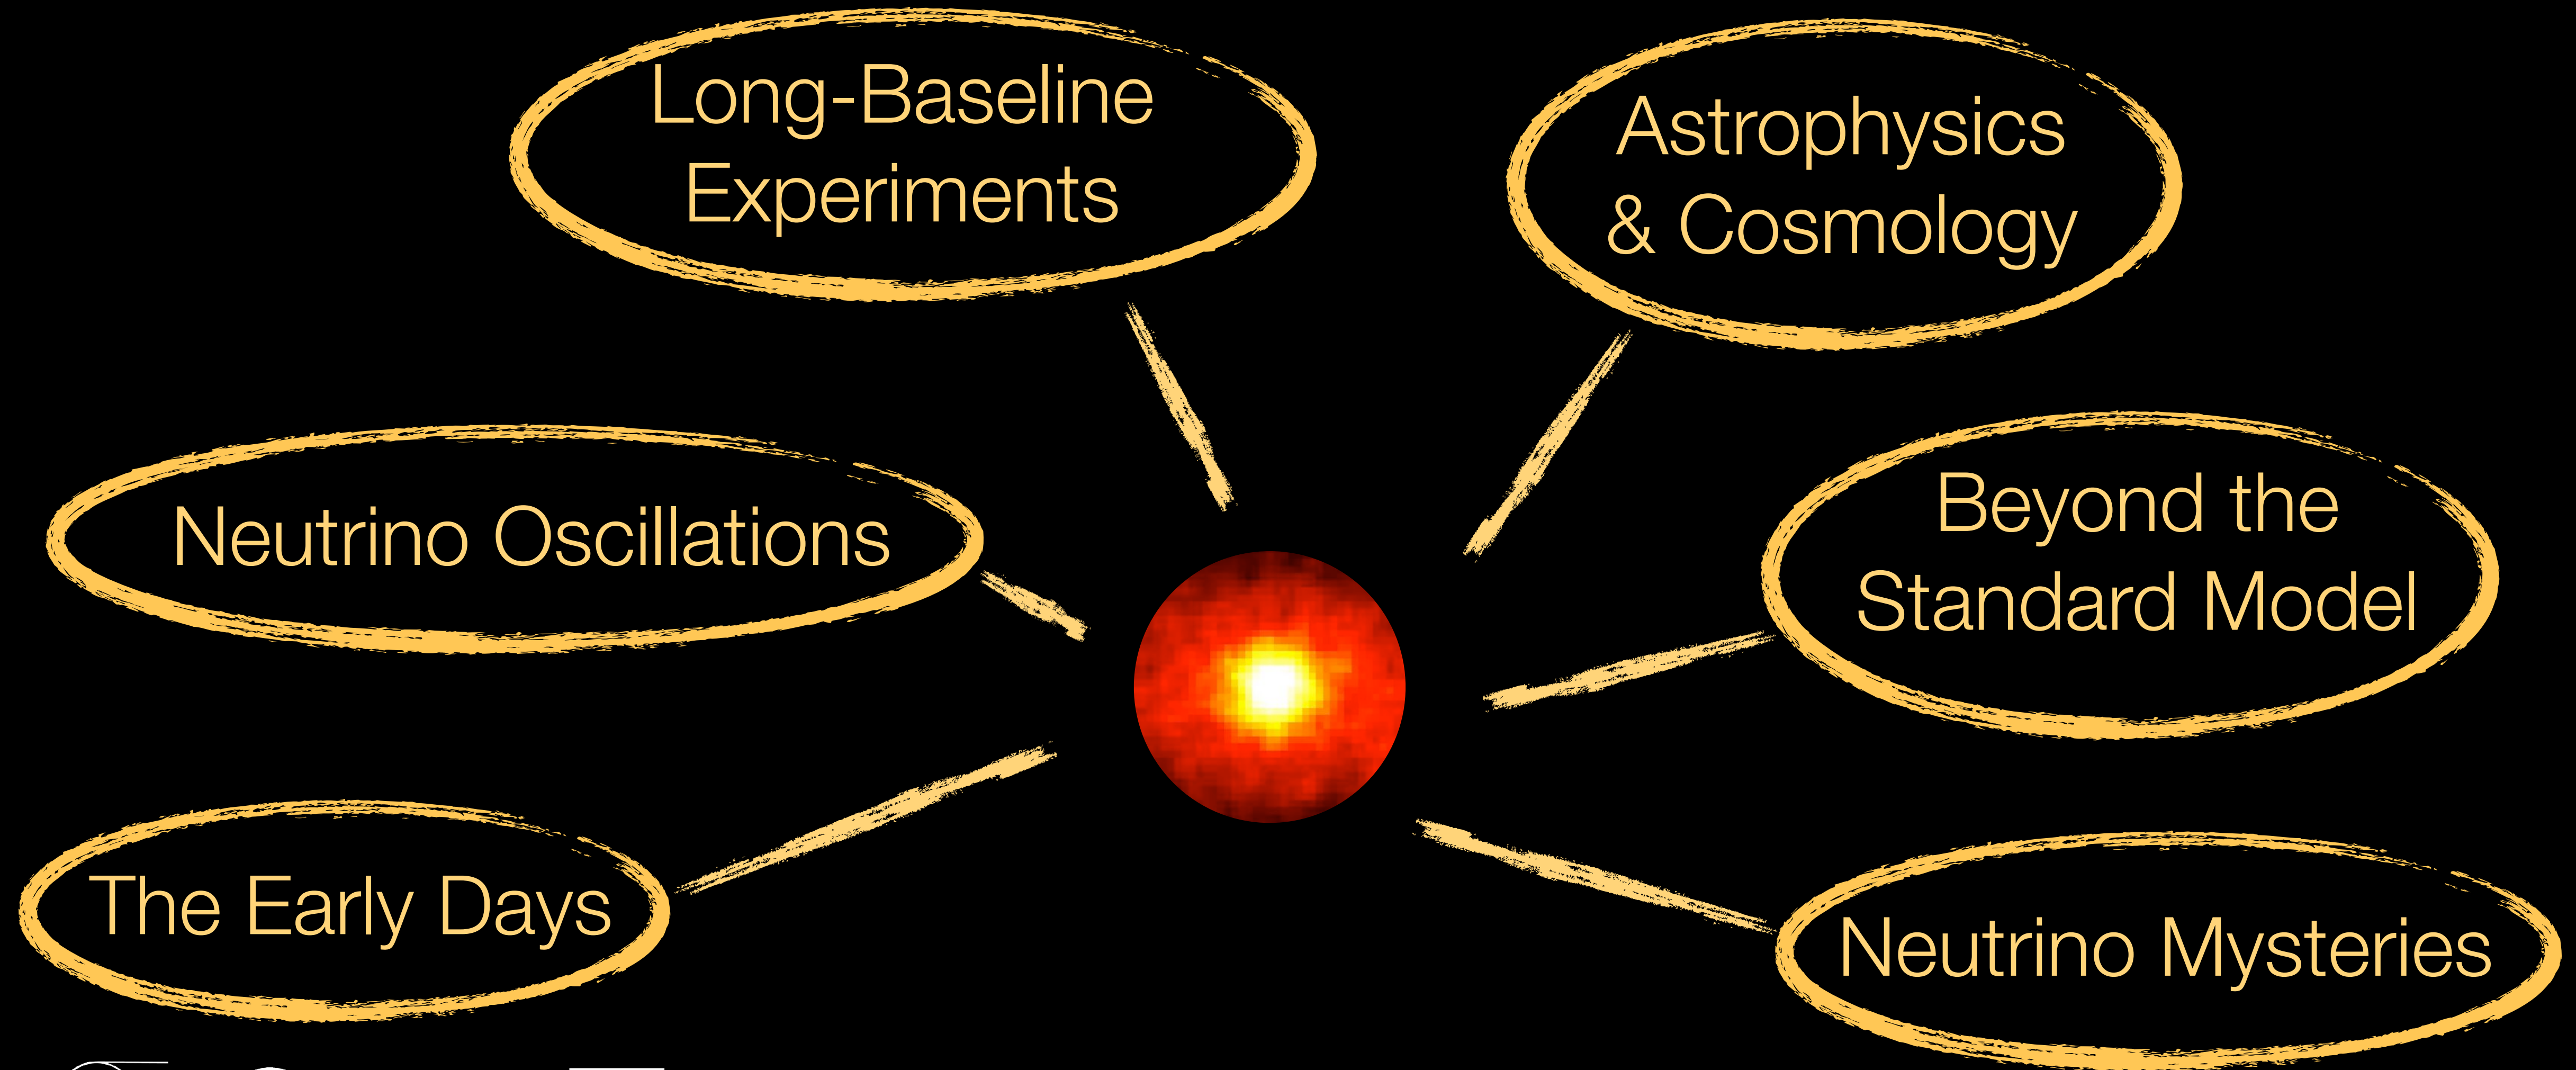 Long-Baseline
Experiments
Astrophysics
& Cosmology
Neutrino Oscillations
Beyond the
Standard Model
The Early Days
Neutrino Mysteries